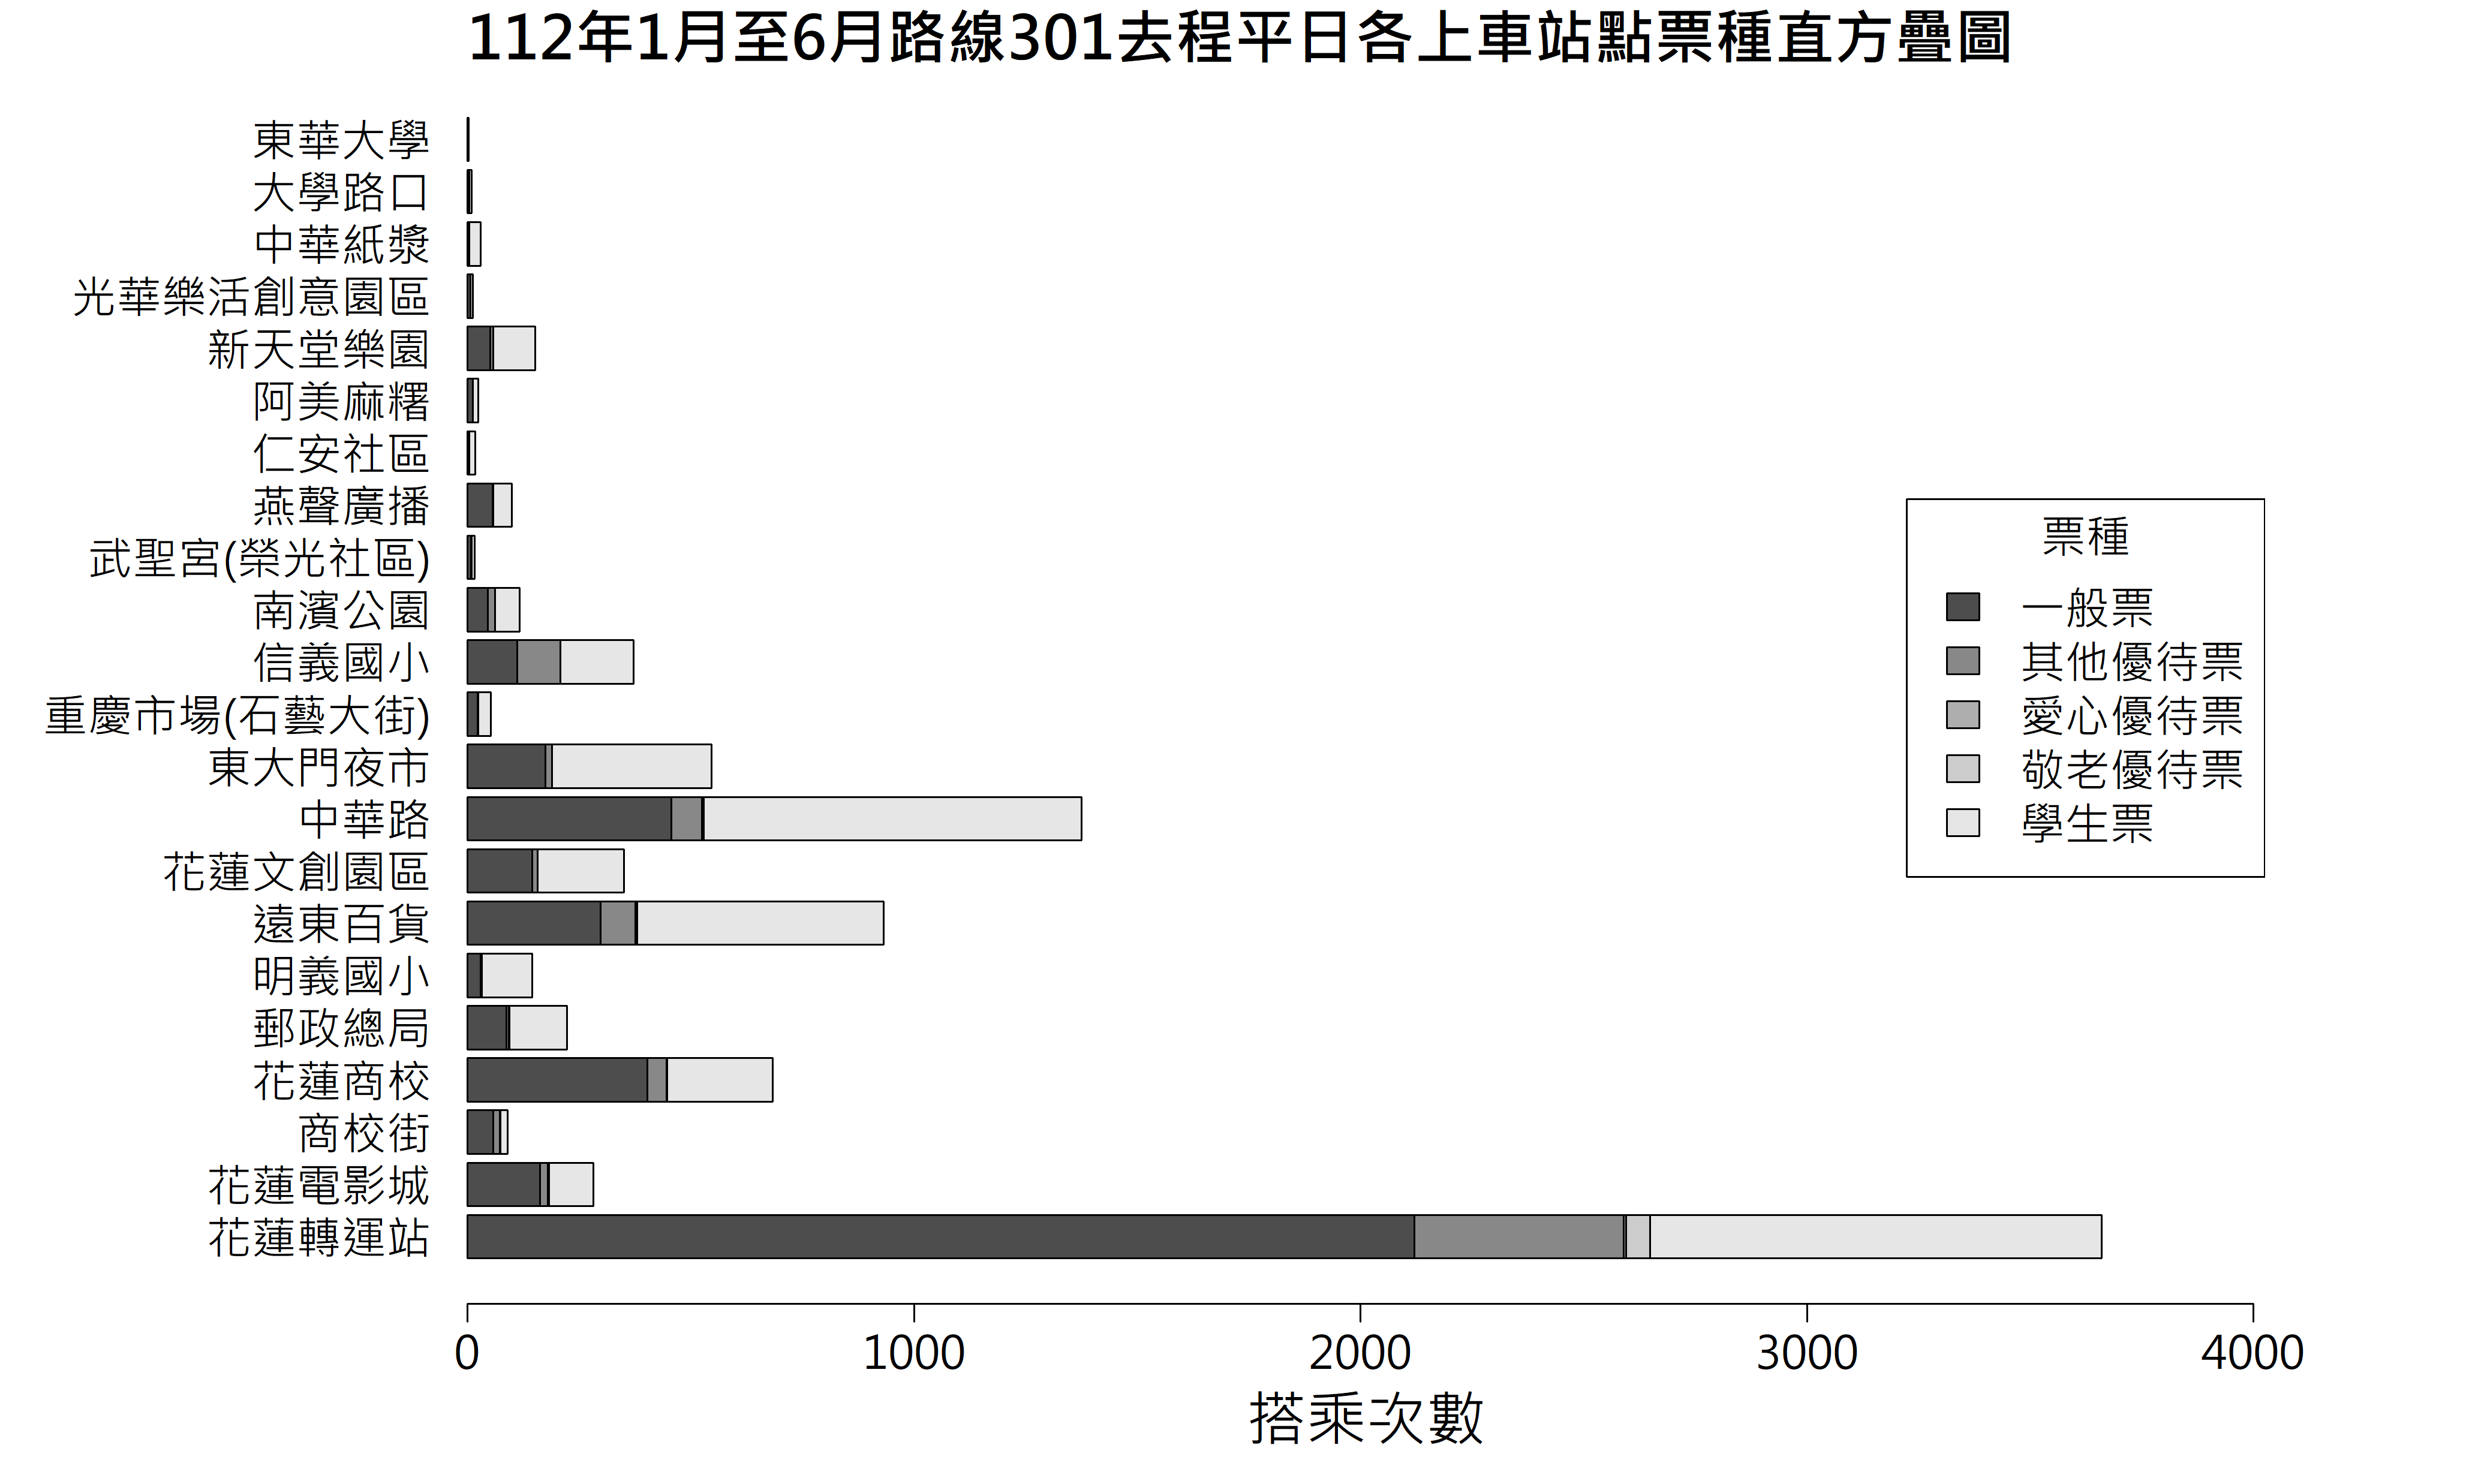 112年1月至6月路線301去程平日各上車站點票種直方疊圖
東華大學
大學路口
中華紙漿
光華樂活創意園區
新天堂樂園
阿美麻糬
仁安社區
燕聲廣播
武聖宮(榮光社區)
南濱公園
信義國小
重慶市場(石藝大街)
東大門夜市
中華路
花蓮文創園區
遠東百貨
明義國小
郵政總局
花蓮商校
商校街
花蓮電影城
花蓮轉運站
票種
一般票
其他優待票
愛心優待票
敬老優待票
學生票
0 1000 2000 3000 4000
搭乘次數